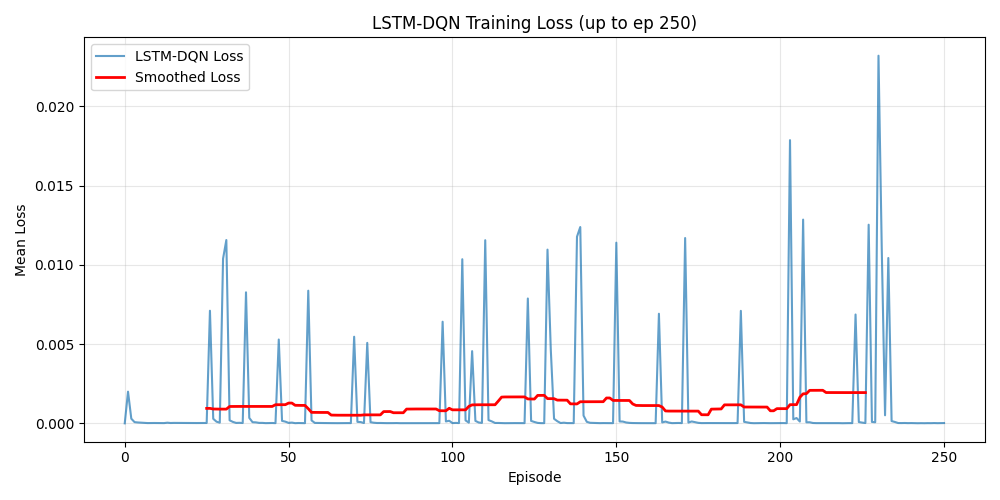 LSTM-DQN Training Loss (up to ep 250)
LSTM-DQN Loss
Smoothed Loss
Mean Loss
0.020
0.015
0.010
0.005
0.000
0 50 100 150 200 250
Episode